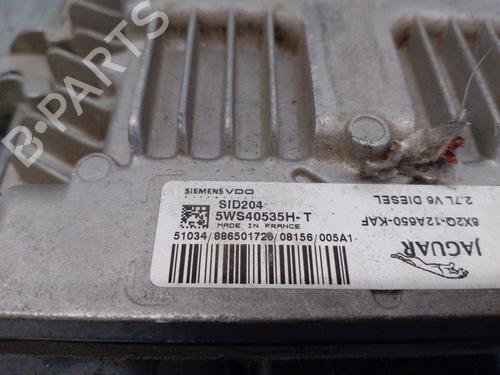 B-PARTS
SIEMENS VDO
SID204
5WS40535H-T
MADE IN FRANCE
51034/886501720/08156/005A1
JAGUAR
8X2Q-12A650-KAF
2.7L V6 DIESEL